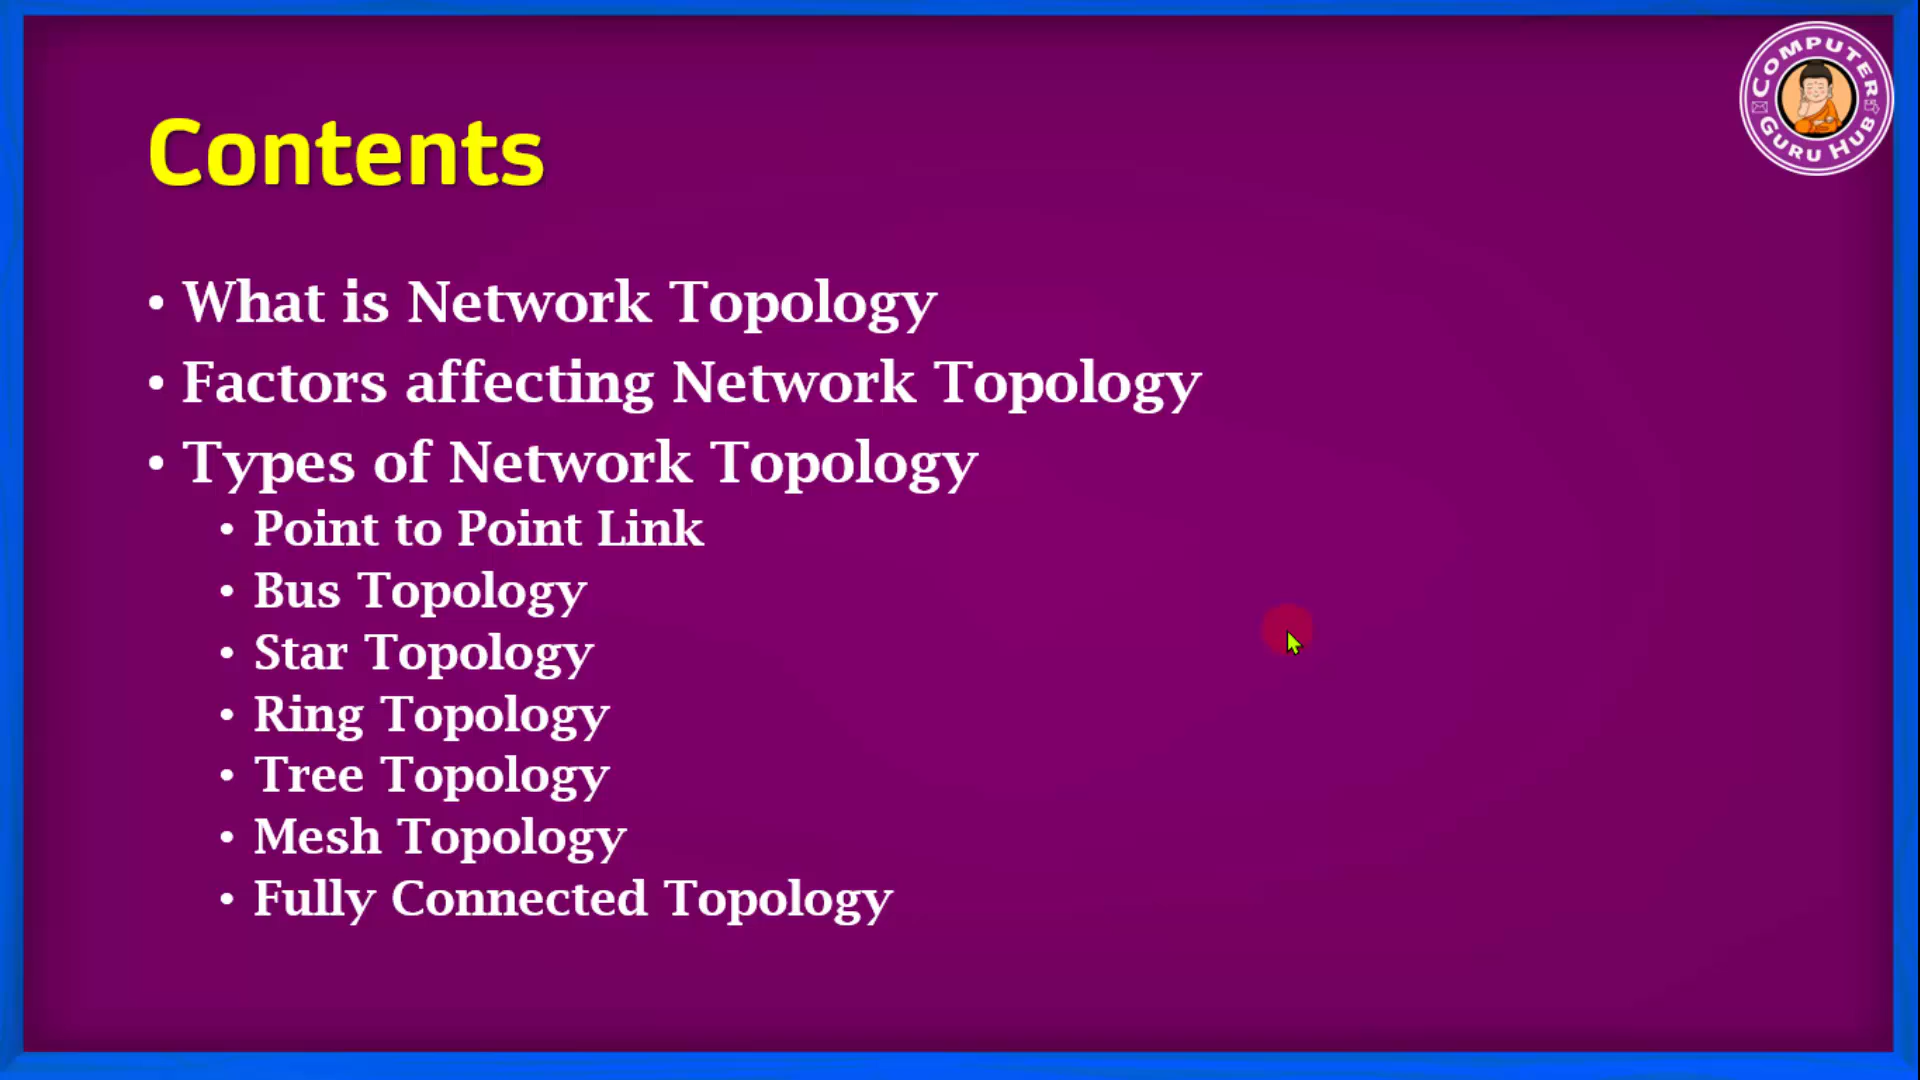 Contents
• What is Network Topology
• Factors affecting Network Topology
• Types of Network Topology
• Point to Point Link
• Bus Topology
• Star Topology
• Ring Topology
• Tree Topology
• Mesh Topology
• Fully Connected Topology
COMPUTER
GURU HUB